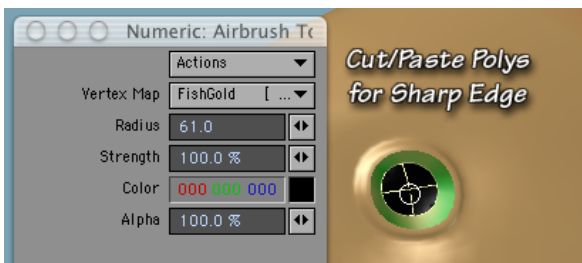 Numeric: Airbrush To
Actions
Vertex Map FishGold [ ...
Radius 61.0
Strength 100.0 %
Color 000 000 000
Alpha 100.0 %
Cut/Paste Polys
for Sharp Edge